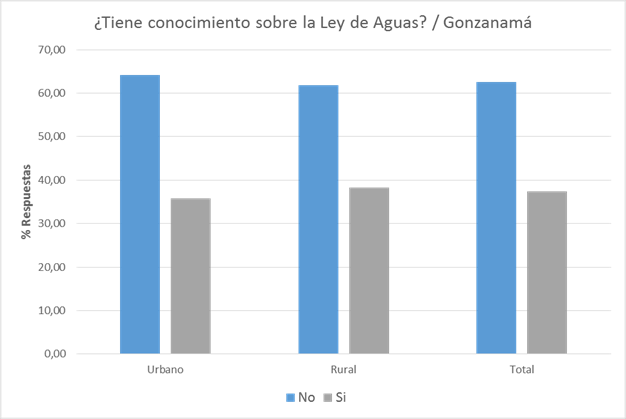 ¿Tiene conocimiento sobre la Ley de Aguas? / Gonzanamá
70,00
60,00
50,00
40,00
30,00
20,00
10,00
0,00
% Respuestas
Urbano
Rural
Total
No
Si